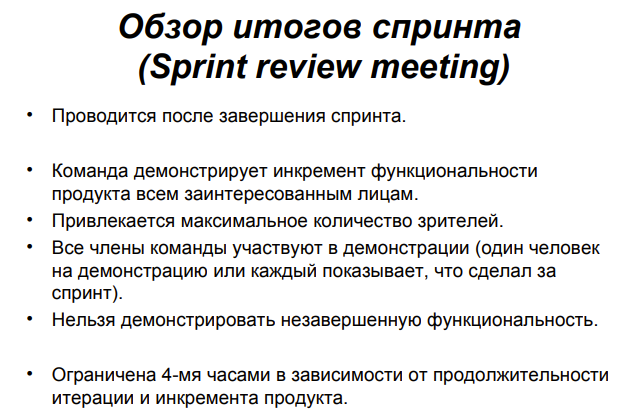 Обзор итогов спринта
(Sprint review meeting)
• Проводится после завершения спринта.
• Команда демонстрирует инкремент функциональности
продукта всем заинтересованным лицам.
• Привлекается максимальное количество зрителей.
• Все члены команды участвуют в демонстрации (один человек
на демонстрацию или каждый показывает, что сделал за
спринт).
• Нельзя демонстрировать незавершенную функциональность.
• Ограничена 4-мя часами в зависимости от продолжительности
итерации и инкремента продукта.